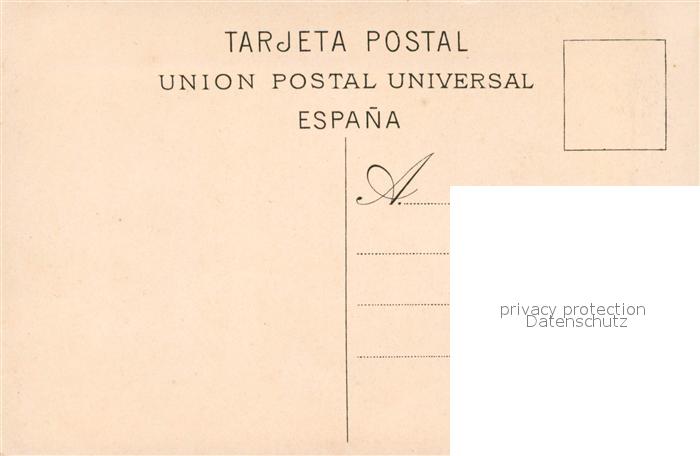 TARJETA POSTAL
UNION POSTAL UNIVERSAL
ESPAÑA
A.
privacy protection
Datenschutz